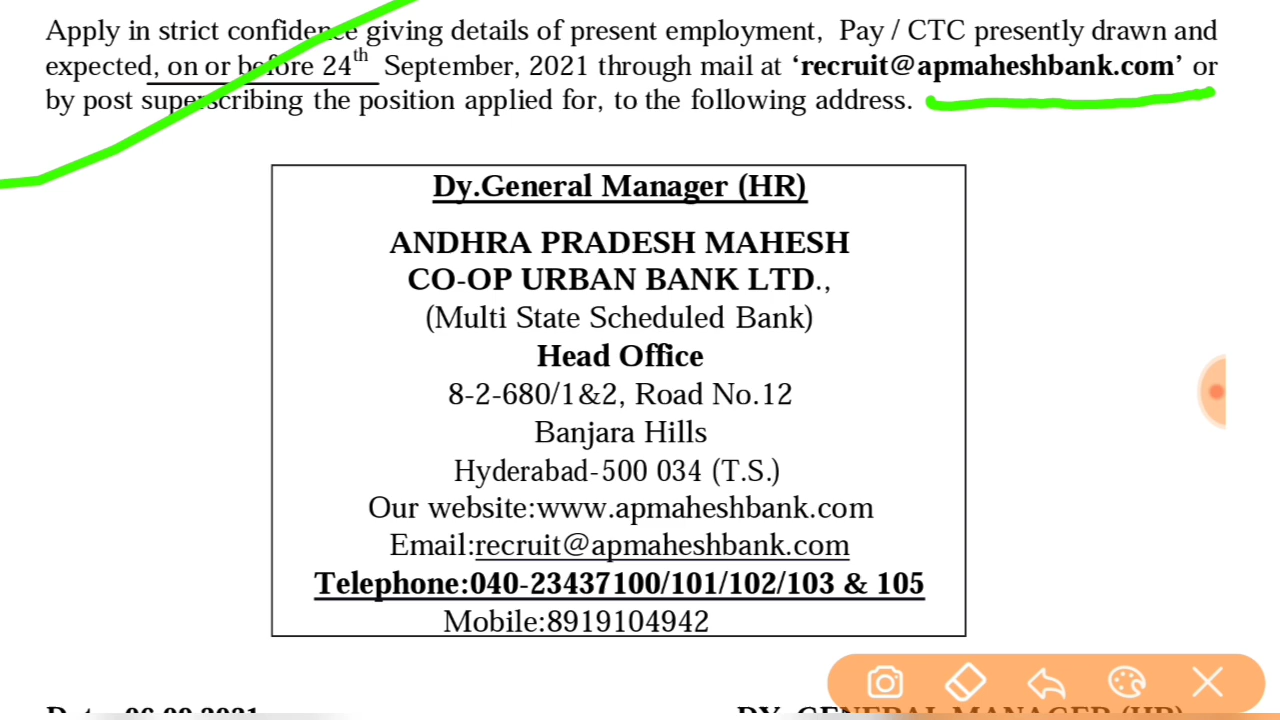 Apply in strict confidence giving details of present employment, Pay / CTC presently drawn and
expected, on or before 24th September, 2021 through mail at ‘recruit@apmaheshbank.com’ or
by post superscribing the position applied for, to the following address.
Dy.General Manager (HR)
ANDHRA PRADESH MAHESH
CO-OP URBAN BANK LTD.,
(Multi State Scheduled Bank)
Head Office
8-2-680/1&2, Road No.12
Banjara Hills
Hyderabad-500 034 (T.S.)
Our website:www.apmaheshbank.com
Email:recruit@apmaheshbank.com
Telephone:040-23437100/101/102/103 & 105
Mobile:8919104942
DY. GENERAL MANAGER (HR)